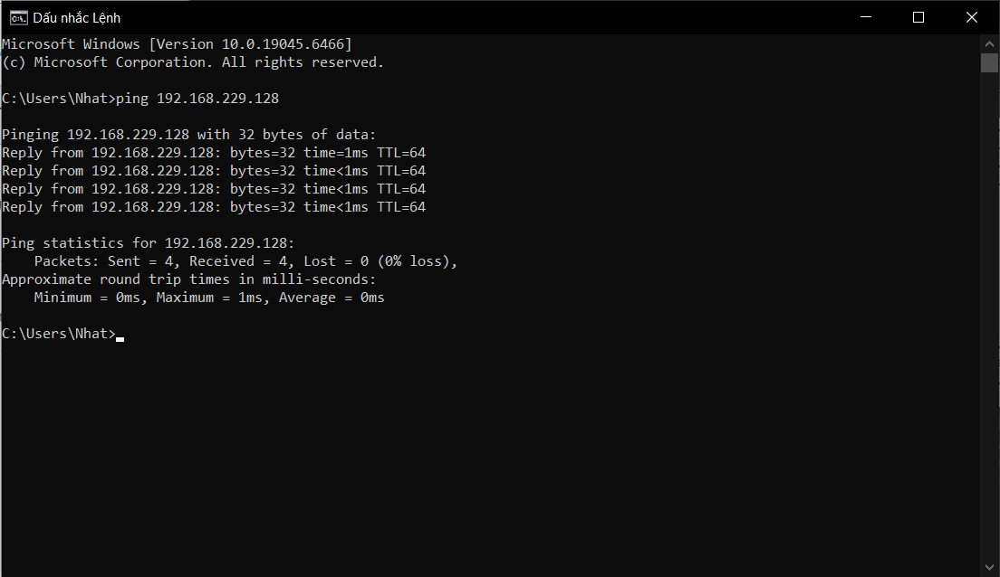 Dấu nhắc Lệnh
Microsoft Windows [Version 10.0.19045.6466]
(c) Microsoft Corporation. All rights reserved.
C:\Users\Nhat>ping 192.168.229.128
Pinging 192.168.229.128 with 32 bytes of data:
Reply from 192.168.229.128: bytes=32 time=1ms TTL=64
Reply from 192.168.229.128: bytes=32 time<1ms TTL=64
Reply from 192.168.229.128: bytes=32 time<1ms TTL=64
Reply from 192.168.229.128: bytes=32 time<1ms TTL=64
Ping statistics for 192.168.229.128:
    Packets: Sent = 4, Received = 4, Lost = 0 (0% loss),
Approximate round trip times in milli-seconds:
    Minimum = 0ms, Maximum = 1ms, Average = 0ms
C:\Users\Nhat>